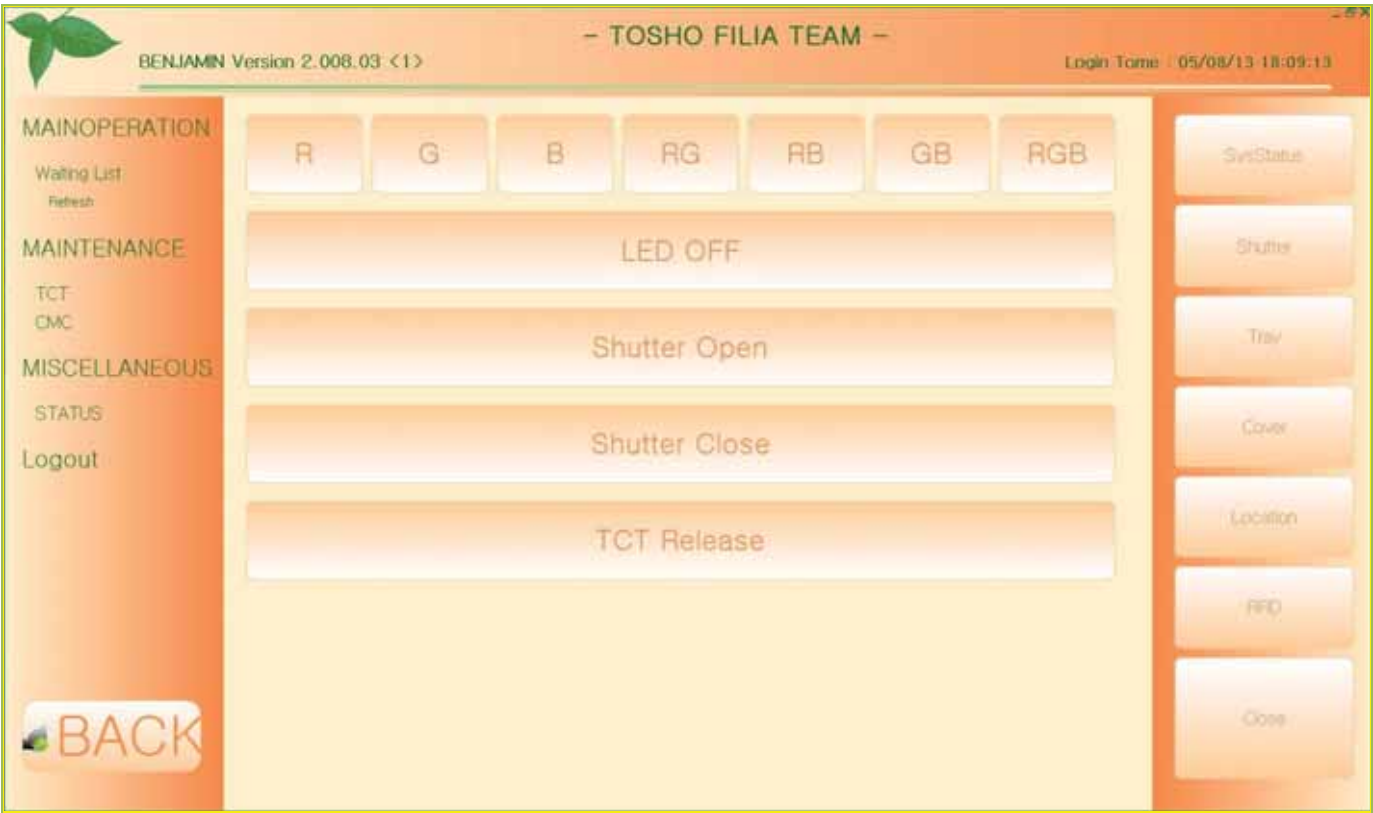 - TOSHO FILIA TEAM -
BENJAMIN Version 2.008.03 <1>
Login Tome : 05/08/13 18:09:13
MAINOPERATION
Waiting List
Refresh
MAINTENANCE
TCT
CMC
MISCELLANEOUS
STATUS
Logout
BACK
R G B RG RB GB RGB
LED OFF
Shutter Open
Shutter Close
TCT Release
SysStatus
Shutter
Tray
Cover
Location
RFID
Close